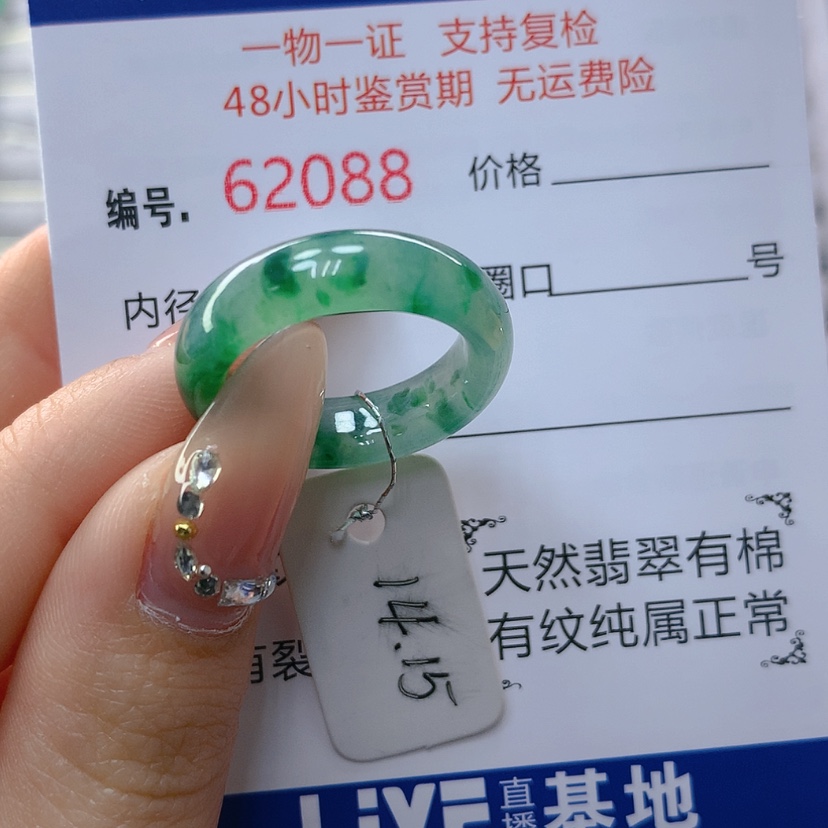 一物一证 支持复检
48小时鉴赏期 无运费险
编号. 62088 价格
内径 圈口 号
天然翡翠有棉
有裂 有纹纯属正常
14.15
LiVE 直播 基地